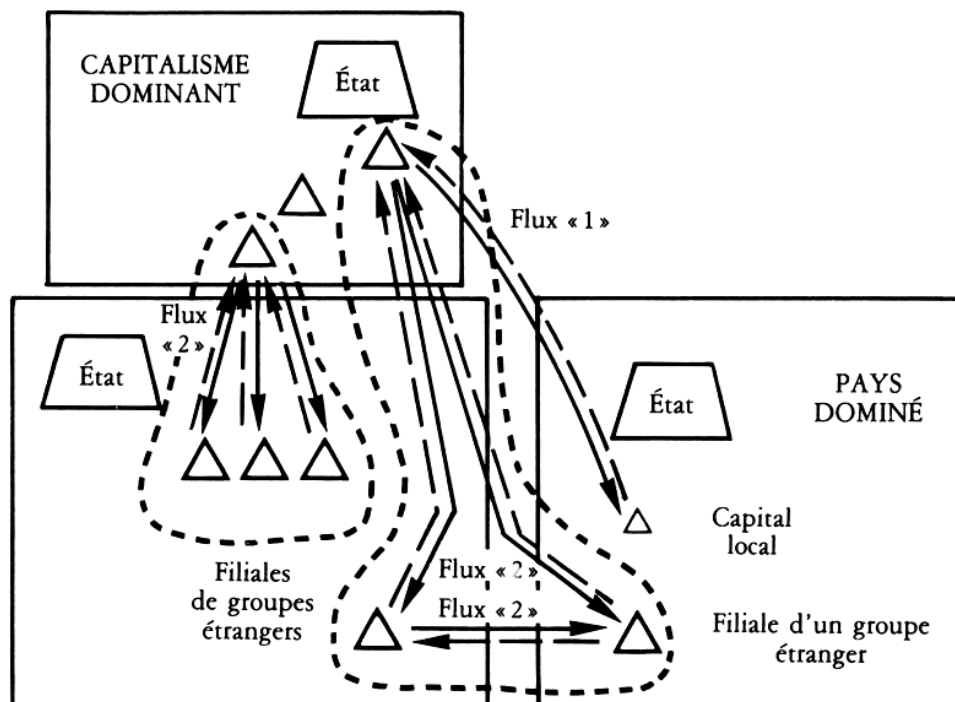 CAPITALISME
DOMINANT
État
Flux « 1 »
Flux
« 2 »
État
État
PAYS
DOMINÉ
Capital
local
Filiales
de groupes
étrangers
Flux « 2 »
Flux « 2 »
Filiale d'un groupe
étranger